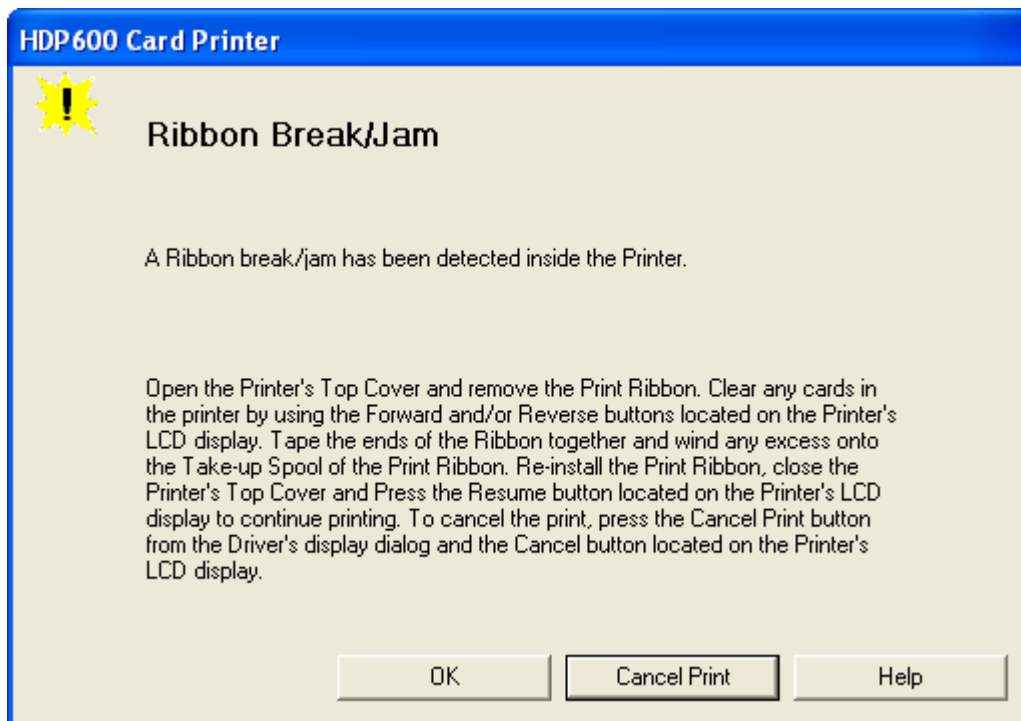 HDP600 Card Printer
!
Ribbon Break/Jam
A Ribbon break/jam has been detected inside the Printer.
Open the Printer's Top Cover and remove the Print Ribbon. Clear any cards in
the printer by using the Forward and/or Reverse buttons located on the Printer's
LCD display. Tape the ends of the Ribbon together and wind any excess onto
the Take-up Spool of the Print Ribbon. Re-install the Print Ribbon, close the
Printer's Top Cover and Press the Resume button located on the Printer's LCD
display to continue printing. To cancel the print, press the Cancel Print button
from the Driver's display dialog and the Cancel button located on the Printer's
LCD display.
OK Cancel Print Help